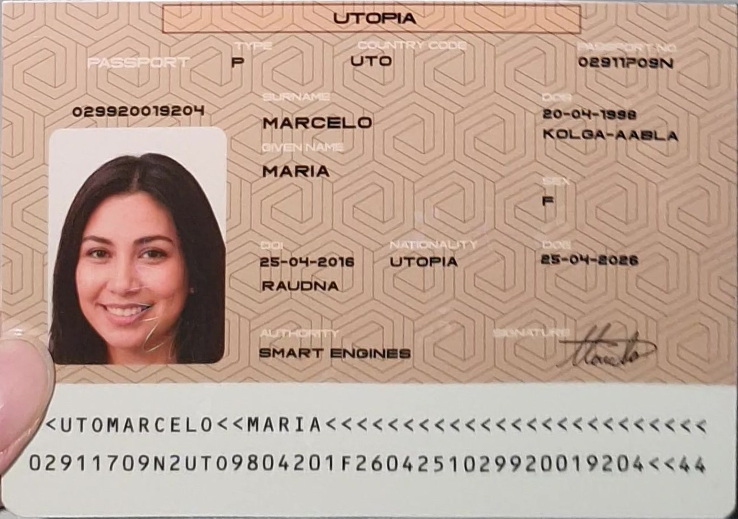 UTOPIA
TYPE COUNTRY CODE PASSPORT NO
PASSPORT P UTO 02911709N
029920019204
SURNAME DOB
MARCELO 20-04-1998
KOLGA-AABLA
GIVEN NAME
MARIA
SEX
F
DOI NATIONALITY DOE
25-04-2016 UTOPIA 25-04-2026
RAUDNA
AUTHORITY SIGNATURE
SMART ENGINES Marcelo
<UTOMARCELO<<MARIA<<<<<<<<<<<<<<<<<<<<<<<<<
02911709N2UTO9804201F2604251029920019204<<44